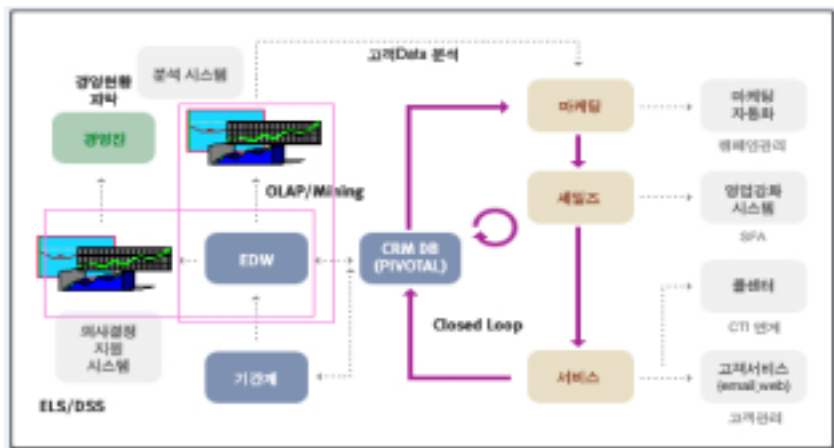 고객Data 분석
분석 시스템
경영현황
파악
경영진
마케팅
마케팅
자동화
캠페인관리
OLAP/Mining
세일즈
영업강화
시스템
SFA
EDW
CRM DB
(PIVOTAL)
콜센터
CTI 연계
Closed Loop
의사결정
지원
시스템
기간계
서비스
고객서비스
(email,web)
고객관리
ELS/DSS